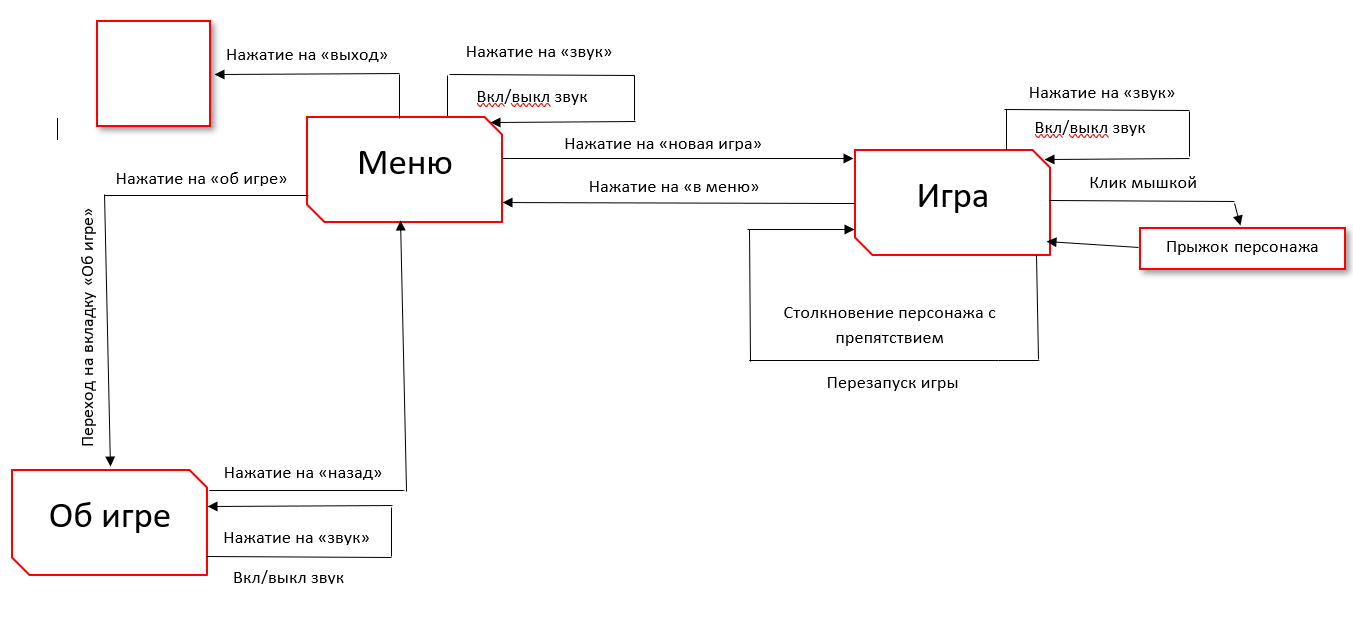 Нажатие на «выход»
Нажатие на «звук»
Вкл/выкл звук
Меню
Нажатие на «звук»
Вкл/выкл звук
Нажатие на «новая игра»
Нажатие на «об игре»
Нажатие на «в меню»
Игра
Клик мышкой
Прыжок персонажа
Переход на вкладку «Об игре»
Столкновение персонажа с
препятствием
Перезапуск игры
Нажатие на «назад»
Об игре
Нажатие на «звук»
Вкл/выкл звук